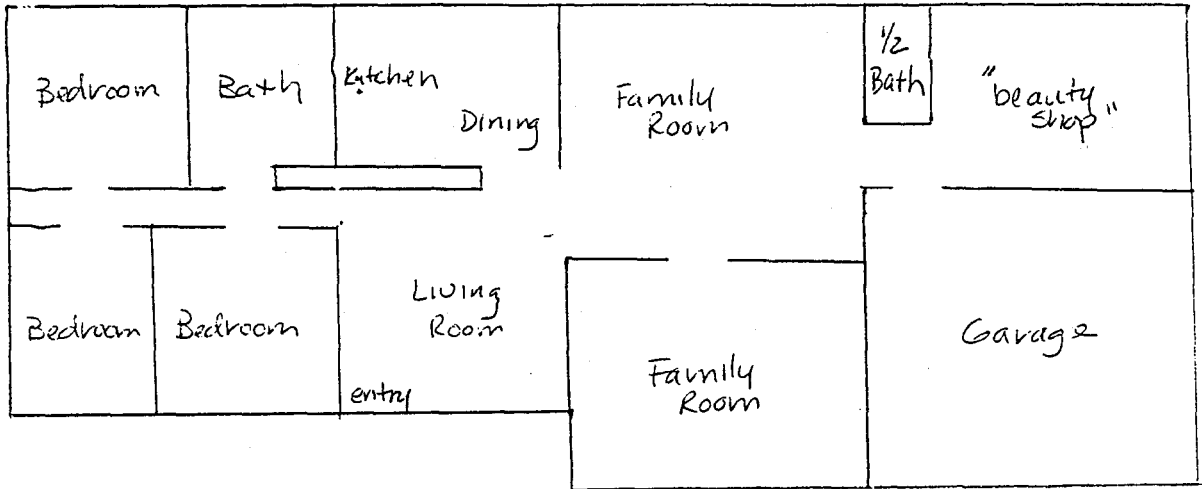 Bedroom
Bath
Kitchen
Dining
Family
Room
1/2
Bath
"beauty
shop"
Bedroom
Bedroom
Living
Room
entry
Family
Room
Garage